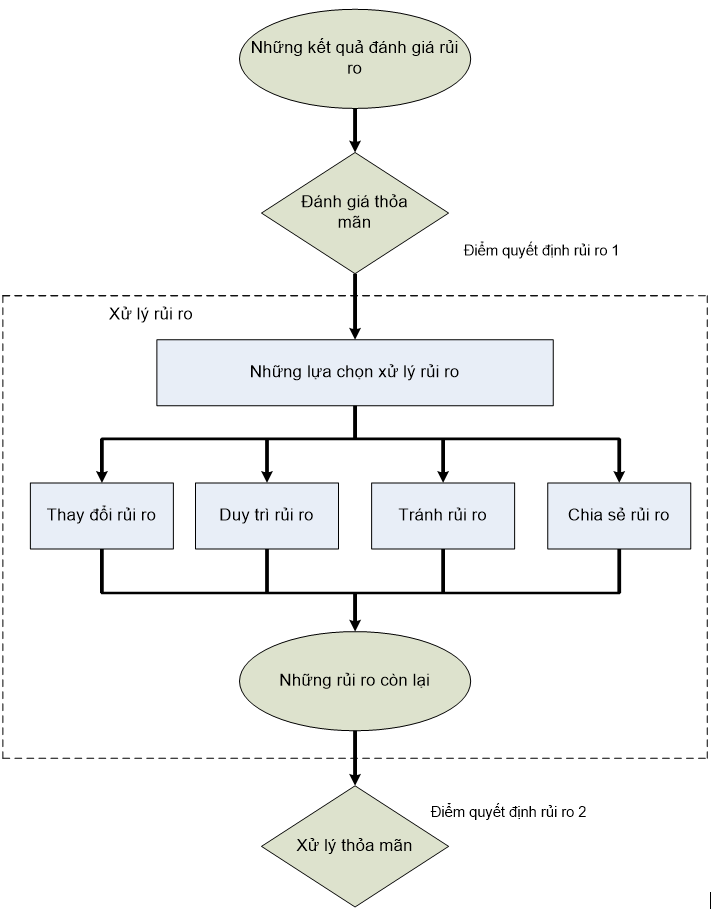 Những kết quả đánh giá rủi
ro
Đánh giá thỏa
mãn
Điểm quyết định rủi ro 1
Xử lý rủi ro
Những lựa chọn xử lý rủi ro
Thay đổi rủi ro
Duy trì rủi ro
Tránh rủi ro
Chia sẻ rủi ro
Những rủi ro còn lại
Điểm quyết định rủi ro 2
Xử lý thỏa mãn